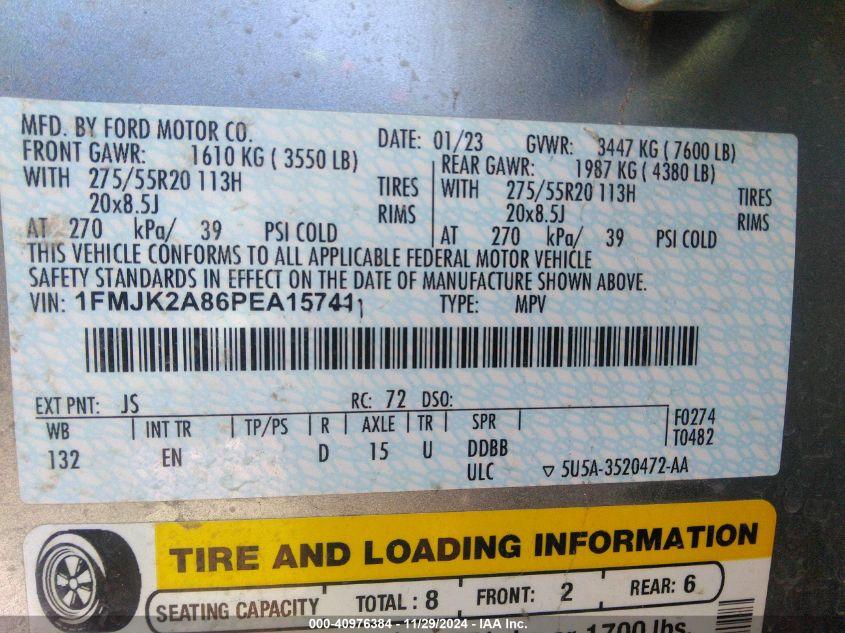 MFD. BY FORD MOTOR CO. DATE: 01/23 GVWR: 3447 KG ( 7600 LB)
FRONT GAWR: 1610 KG ( 3550 LB) REAR GAWR: 1987 KG ( 4380 LB)
WITH 275/55R20 113H TIRES WITH 275/55R20 113H TIRES
20x8.5J RIMS 20x8.5J RIMS
AT 270 kPa/ 39 PSI COLD AT 270 kPa/ 39 PSI COLD
THIS VEHICLE CONFORMS TO ALL APPLICABLE FEDERAL MOTOR VEHICLE
SAFETY STANDARDS IN EFFECT ON THE DATE OF MANUFACTURE SHOWN ABOVE.
VIN: 1FMJK2A86PEA15741 TYPE: MPV
EXT PNT: JS RC: 72 DSO:
WB INT TR TP/PS R AXLE TR SPR F0274
T0482
132 EN D 15 U DDBB
ULC ▽ 5U5A-3520472-AA
TIRE AND LOADING INFORMATION
SEATING CAPACITY TOTAL : 8 FRONT: 2 REAR: 6
1700 lbs.
000-40976384 - 11/29/2024 - IAA Inc.